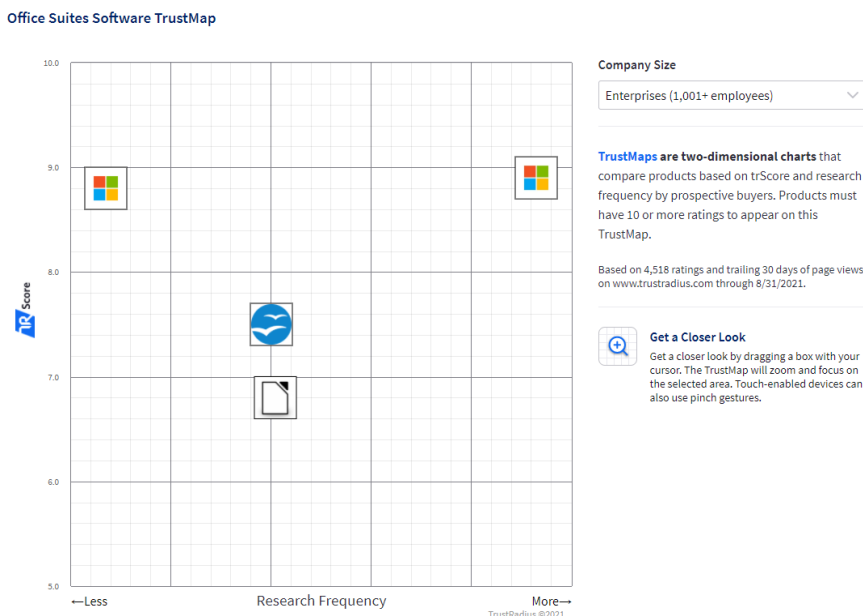 Office Suites Software TrustMap
10.0
9.0
8.0
7.0
6.0
5.0
TR Score
←Less
Research Frequency
More→
TrustRadius ©2021
Company Size
Enterprises (1,001+ employees)
TrustMaps are two-dimensional charts that
compare products based on trScore and research
frequency by prospective buyers. Products must
have 10 or more ratings to appear on this
TrustMap.
Based on 4,518 ratings and trailing 30 days of page views
on www.trustradius.com through 8/31/2021.
Get a Closer Look
Get a closer look by dragging a box with your
cursor. The TrustMap will zoom and focus on
the selected area. Touch-enabled devices can
also use pinch gestures.